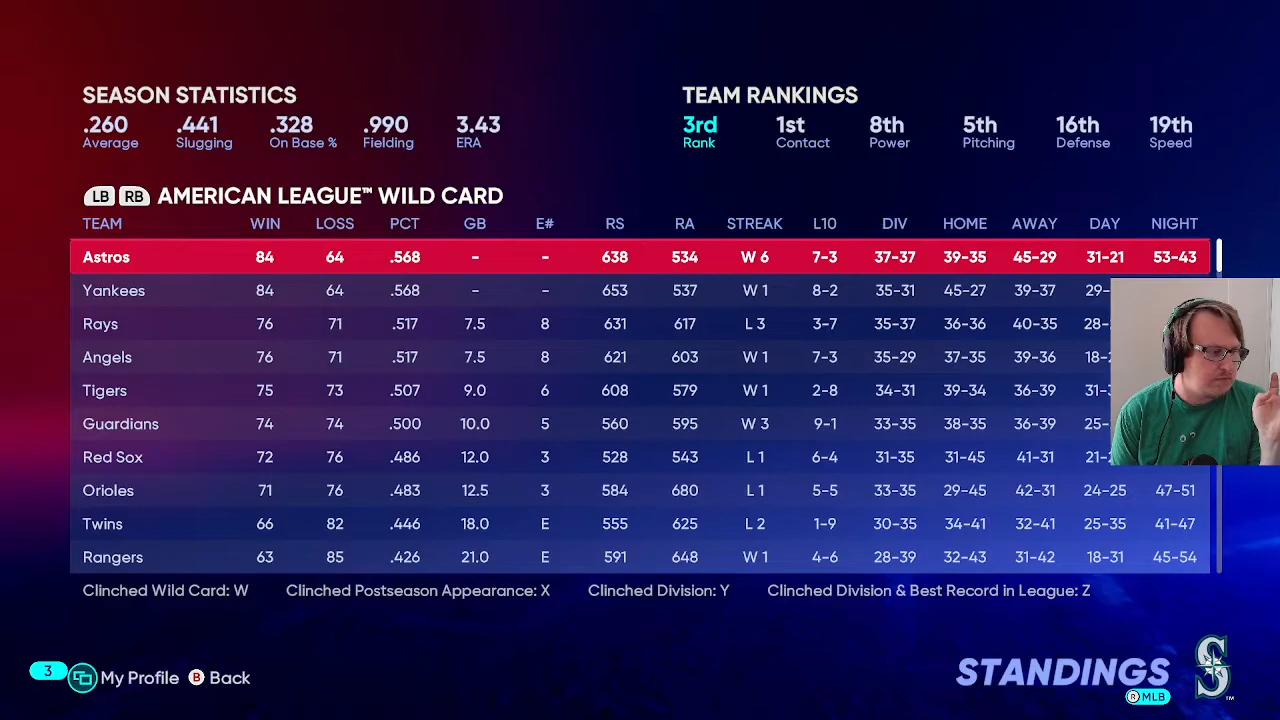 SEASON STATISTICS
.260 .441 .328 .990 3.43
Average Slugging On Base % Fielding ERA
TEAM RANKINGS
3rd 1st 8th 5th 16th 19th
Rank Contact Power Pitching Defense Speed
LB RB AMERICAN LEAGUE™ WILD CARD
TEAM WIN LOSS PCT GB E# RS RA STREAK L10 DIV HOME AWAY DAY NIGHT
Astros 84 64 .568 - - 638 534 W 6 7-3 37-37 39-35 45-29 31-21 53-43
Yankees 84 64 .568 - - 653 537 W 1 8-2 35-31 45-27 39-37 29-
Rays 76 71 .517 7.5 8 631 617 L 3 3-7 35-37 36-36 40-35 28-
Angels 76 71 .517 7.5 8 621 603 W 1 7-3 35-29 37-35 39-36 18-
Tigers 75 73 .507 9.0 6 608 579 W 1 2-8 34-31 39-34 36-39 31-
Guardians 74 74 .500 10.0 5 560 595 W 3 9-1 33-35 38-35 36-39 25-
Red Sox 72 76 .486 12.0 3 528 543 L 1 6-4 31-35 31-45 41-31 21-
Orioles 71 76 .483 12.5 3 584 680 L 1 5-5 33-35 29-45 42-31 24-25 47-51
Twins 66 82 .446 18.0 E 555 625 L 2 1-9 30-35 34-41 32-41 25-35 41-47
Rangers 63 85 .426 21.0 E 591 648 W 1 4-6 28-39 32-43 31-42 18-31 45-54
Clinched Wild Card: W Clinched Postseason Appearance: X Clinched Division: Y Clinched Division & Best Record in League: Z
3 My Profile B Back
STANDINGS S ™
R MLB